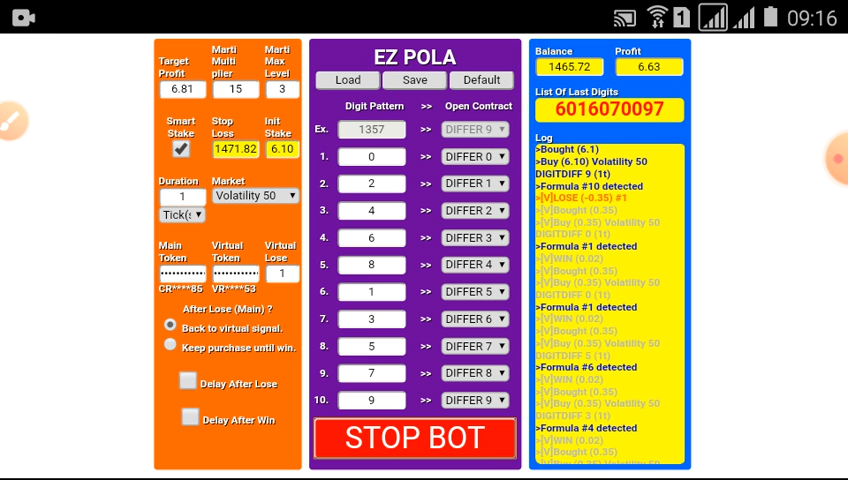 1
09:16
Target Profit
Marti Multi plier
Marti Max Level
6.81
15
3
Smart Stake
Stop Loss
Init Stake
1471.82
6.10
Duration
Market
1
Volatility 50
Tick(s
Main Token
Virtual Token
Virtual Lose
1
CR****85
VR****53
After Lose (Main) ?
Back to virtual signal.
Keep purchase until win.
Delay After Lose
Delay After Win
EZ POLA
Load
Save
Default
Digit Pattern >> Open Contract
Ex. 1357 >> DIFFER 9
1. 0 >> DIFFER 0
2. 2 >> DIFFER 1
3. 4 >> DIFFER 2
4. 6 >> DIFFER 3
5. 8 >> DIFFER 4
6. 1 >> DIFFER 5
7. 3 >> DIFFER 6
8. 5 >> DIFFER 7
9. 7 >> DIFFER 8
10. 9 >> DIFFER 9
STOP BOT
Balance
Profit
1465.72
6.63
List Of Last Digits
6016070097
Log
>Bought (6.1)
>Buy (6.10) Volatility 50
DIGITDIFF 9 (1t)
>Formula #10 detected
>[V]LOSE (-0.35) #1
>[V]Bought (0.35)
>[V]Buy (0.35) Volatility 50
DIGITDIFF 0 (1t)
>Formula #1 detected
>[V]WIN (0.02)
>[V]Bought (0.35)
>[V]Buy (0.35) Volatility 50
DIGITDIFF 0 (1t)
>Formula #1 detected
>[V]WIN (0.02)
>[V]Bought (0.35)
>[V]Buy (0.35) Volatility 50
DIGITDIFF 5 (1t)
>Formula #6 detected
>[V]WIN (0.02)
>[V]Bought (0.35)
>[V]Buy (0.35) Volatility 50
DIGITDIFF 3 (1t)
>Formula #4 detected
>[V]WIN (0.02)
>[V]Bought (0.35)
>[V]Buy (0.35) Volatility 50